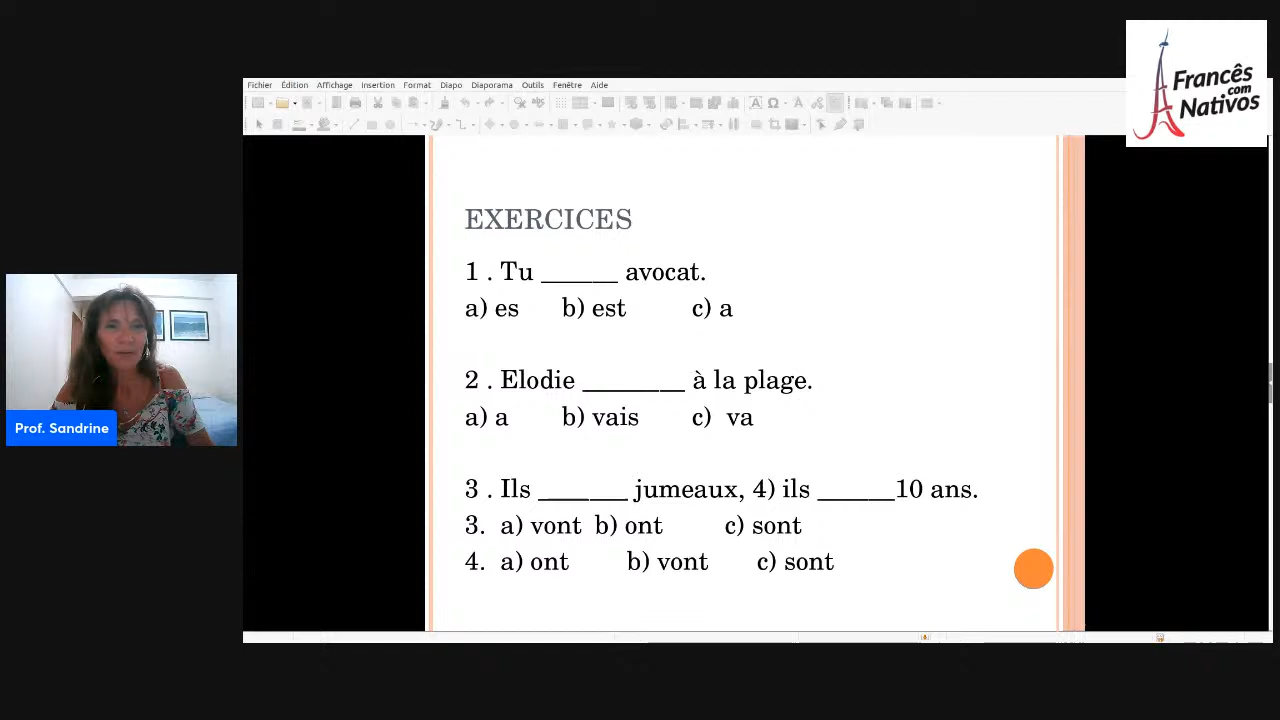 Francês
com
Nativos
Fichier Édition Affichage Insertion Format Diapo Diaporama Outils Fenêtre Aide
EXERCICES
1 . Tu ______ avocat.
a) es b) est c) a
2 . Elodie ________ à la plage.
a) a b) vais c) va
3 . Ils _______ jumeaux, 4) ils ______10 ans.
3. a) vont b) ont c) sont
4. a) ont b) vont c) sont
Prof. Sandrine